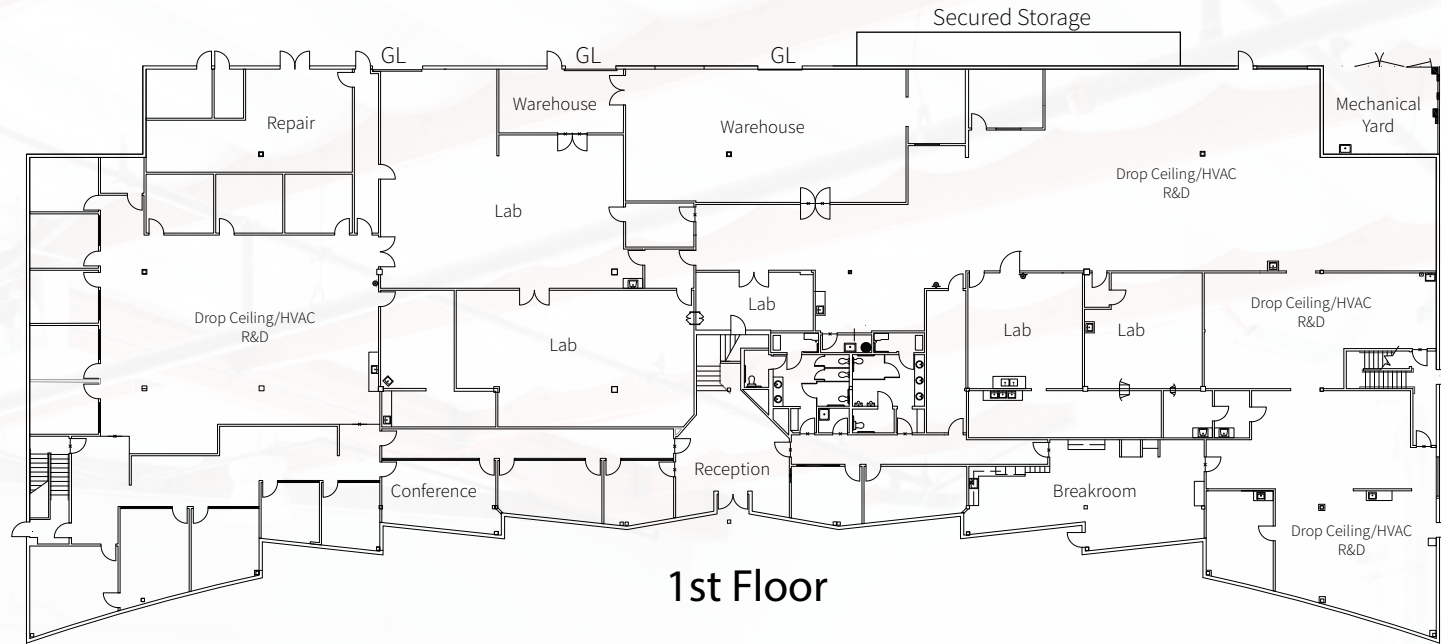 Secured Storage
GL
GL
GL
Warehouse
Mechanical
Yard
Repair
Warehouse
Drop Ceiling/HVAC
R&D
Lab
Lab
Drop Ceiling/HVAC
R&D
Drop Ceiling/HVAC
R&D
Lab
Lab
Lab
Reception
Conference
Breakroom
Drop Ceiling/HVAC
R&D
1st Floor